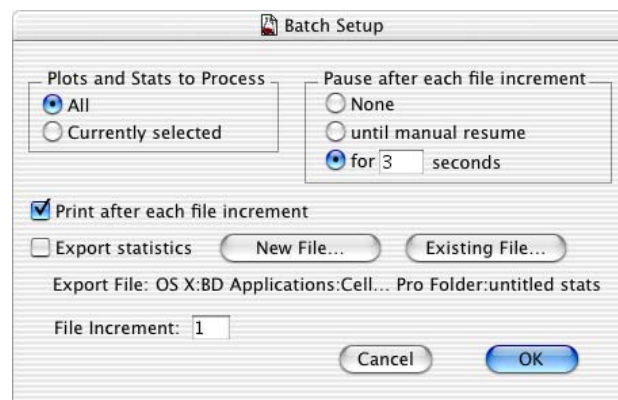 Batch Setup
Plots and Stats to Process
All
Currently selected
Pause after each file increment
None
until manual resume
for 3 seconds
Print after each file increment
Export statistics New File... Existing File...
Export File: OS X:BD Applications:Cell... Pro Folder:untitled stats
File Increment: 1
Cancel OK